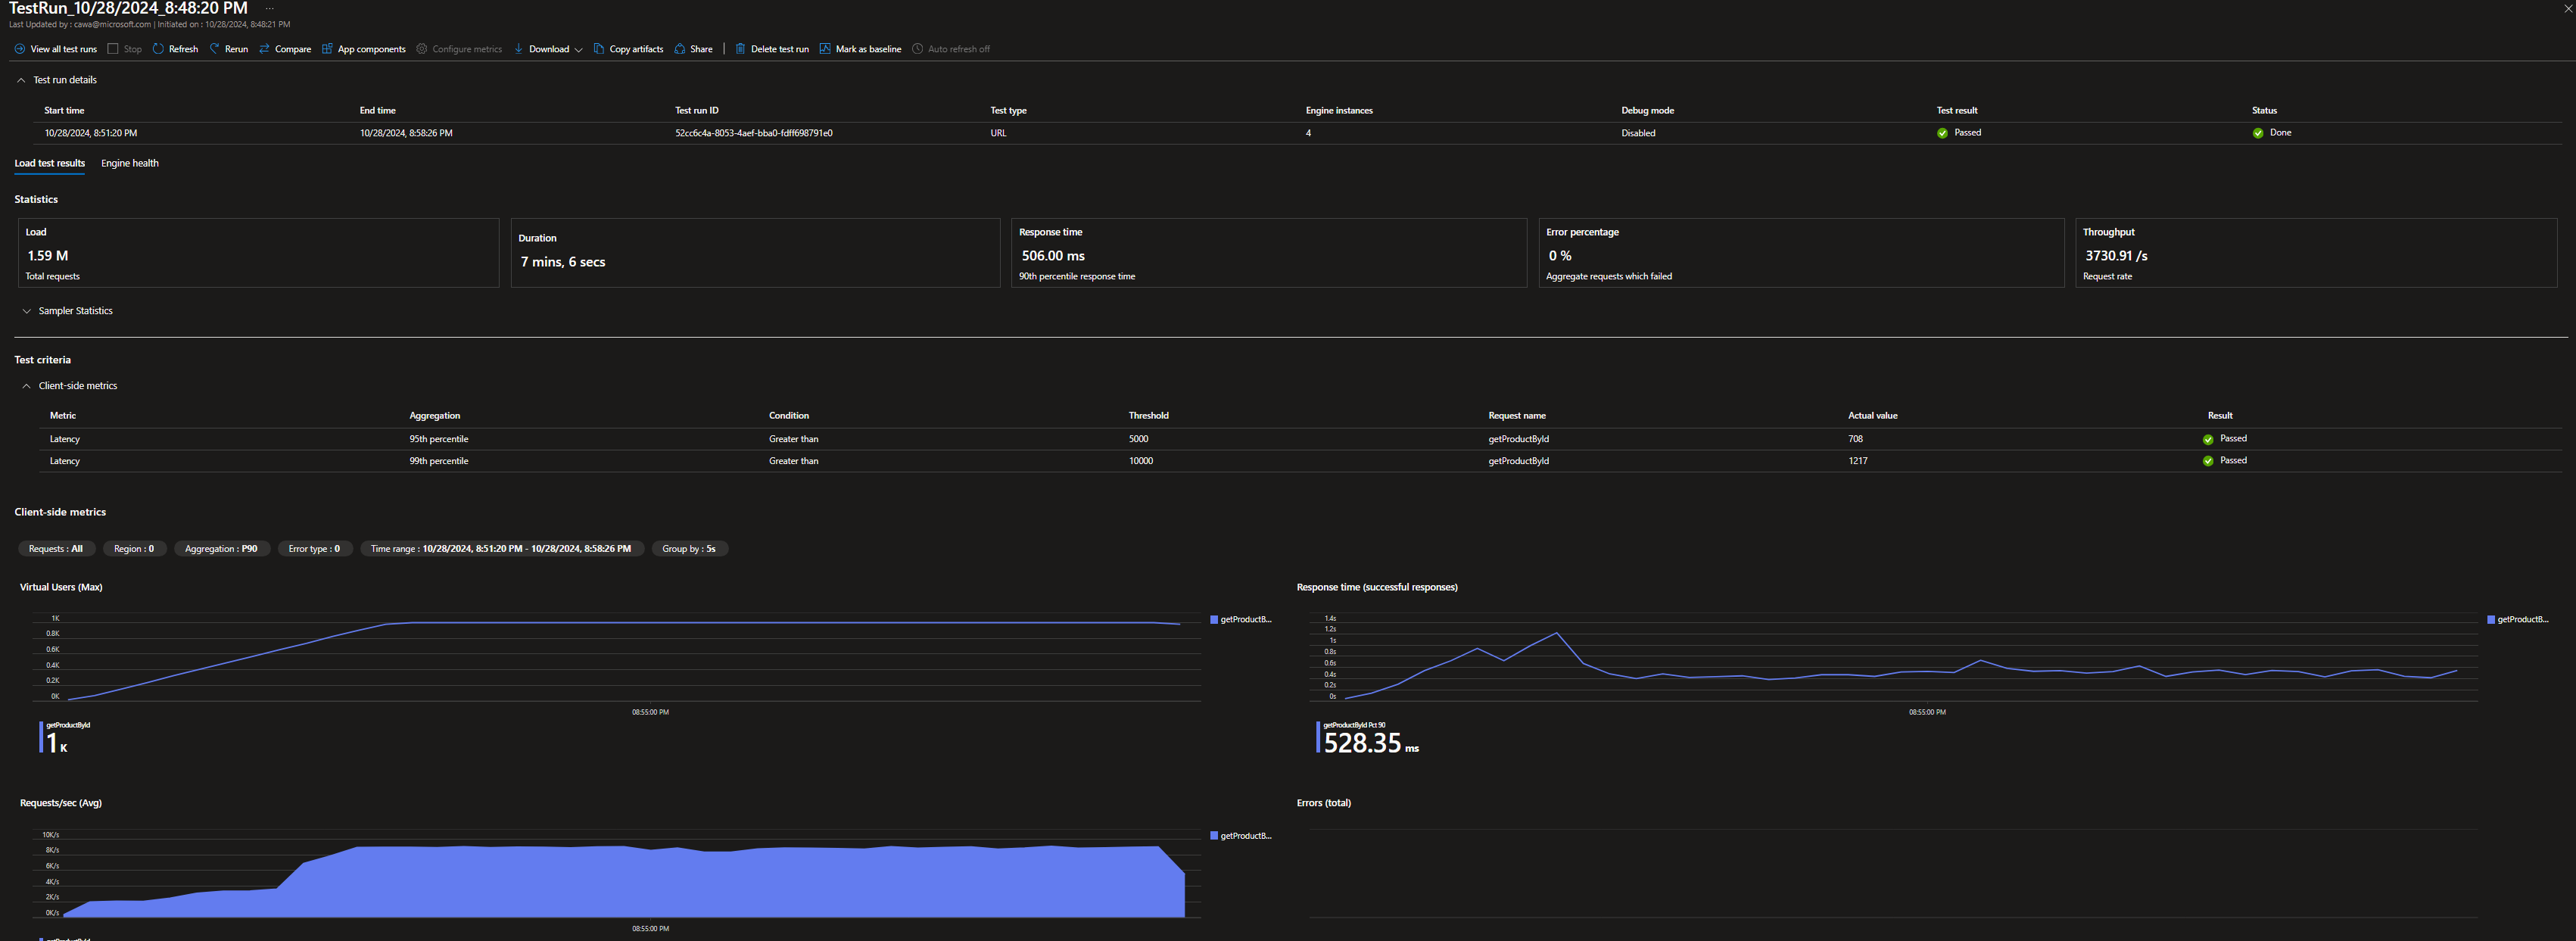 TestRun_10/28/2024_8:48:20 PM ...
Last Updated by : cawa@microsoft.com | Initiated on : 10/28/2024, 8:48:21 PM
View all test runs Stop Refresh Rerun Compare App components Configure metrics Download Copy artifacts Share | Delete test run Mark as baseline Auto refresh off
Test run details
Start time End time Test run ID Test type Engine instances Debug mode Test result Status
10/28/2024, 8:51:20 PM 10/28/2024, 8:58:26 PM 52cc6c4a-8053-4aef-bba0-fdff698791e0 URL 4 Disabled Passed Done
Load test results Engine health
Statistics
Load
1.59 M
Total requests
Duration
7 mins, 6 secs
Response time
506.00 ms
90th percentile response time
Error percentage
0 %
Aggregate requests which failed
Throughput
3730.91 /s
Request rate
Sampler Statistics
Test criteria
Client-side metrics
Metric Aggregation Condition Threshold Request name Actual value Result
Latency 95th percentile Greater than 5000 getProductById 708 Passed
Latency 99th percentile Greater than 10000 getProductById 1217 Passed
Client-side metrics
Requests : All Region : 0 Aggregation : P90 Error type : 0 Time range : 10/28/2024, 8:51:20 PM - 10/28/2024, 8:58:26 PM Group by : 5s
Virtual Users (Max)
1K
0.8K
0.6K
0.4K
0.2K
0K
08:55:00 PM
getProductB...
getProductById
1 K
Response time (successful responses)
1.4s
1.2s
1s
0.8s
0.6s
0.4s
0.2s
0s
08:55:00 PM
getProductB...
getProductById Pct 90
528.35 ms
Requests/sec (Avg)
10K/s
8K/s
6K/s
4K/s
2K/s
0K/s
08:55:00 PM
getProductB...
Errors (total)